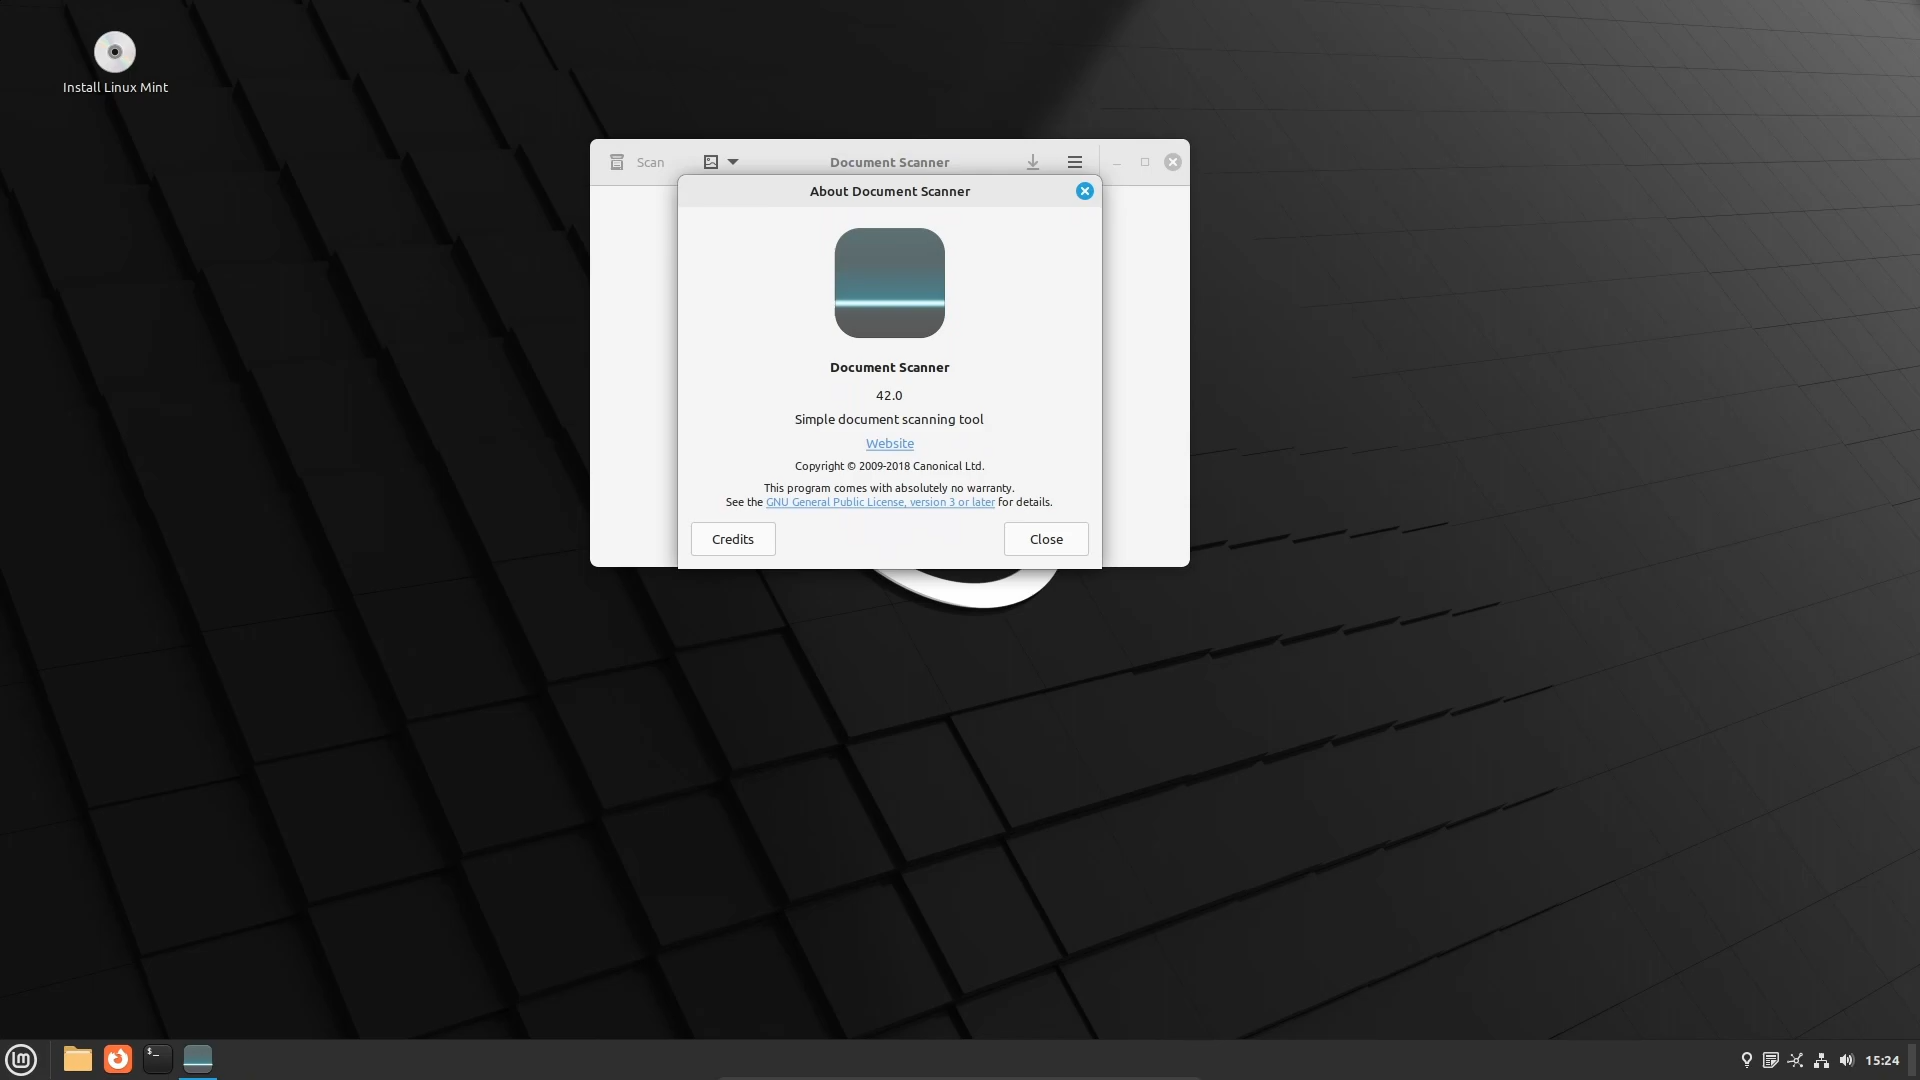 Install Linux Mint
Scan
Document Scanner
About Document Scanner
Document Scanner
42.0
Simple document scanning tool
Website
Copyright © 2009-2018 Canonical Ltd.
This program comes with absolutely no warranty.
See the GNU General Public License, version 3 or later for details.
Credits
Close
$_
15:24